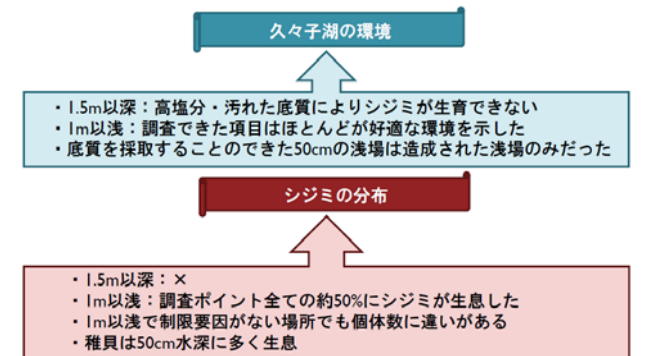 久々子湖の環境
・1.5m以深：高塩分・汚れた底質によりシジミが生育できない
・1m以浅：調査できた項目はほとんどが好適な環境を示した
・底質を採取することのできた50cmの浅場は造成された浅場のみだった
シジミの分布
・1.5m以深：×
・1m以浅：調査ポイント全ての約50%にシジミが生息した
・1m以浅で制限要因がない場所でも個体数に違いがある
・稚貝は50cm水深に多く生息